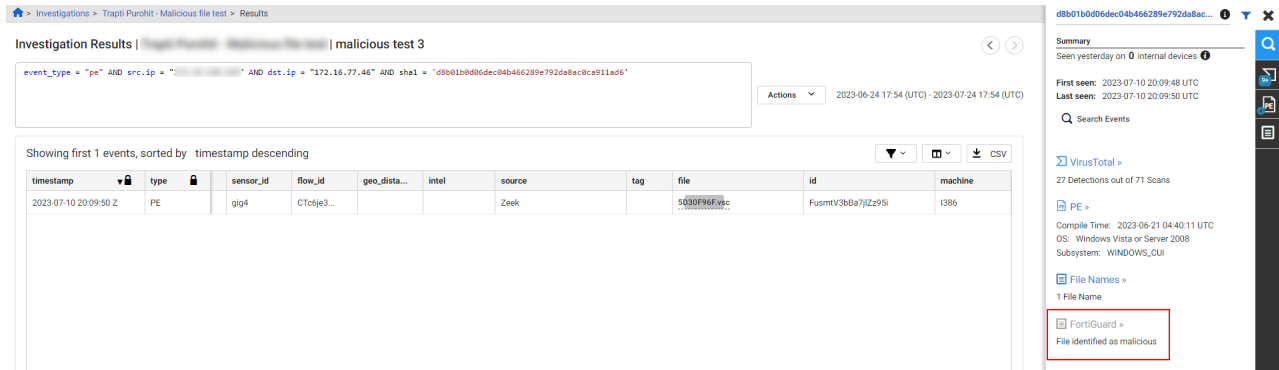 > Investigations > Trapti Purohit - Malicious file test > Results
Investigation Results | | malicious test 3
event_type = "pe" AND src.ip = " " AND dst.ip = "172.16.77.46" AND sha1 = 'd8b01b0d06dec04b466289e792da8ac0ca911ad6'
Actions
2023-06-24 17:54 (UTC) - 2023-07-24 17:54 (UTC)
Showing first 1 events, sorted by timestamp descending
CSV
timestamp type sensor_id flow_id geo_dista... intel source tag file id machine
2023-07-10 20:09:50 Z PE gig4 CTc6je3... Zeek 5D30F96F.vsc FusmtV3bBa7jlZz95i I386
d8b01b0d06dec04b466289e792da8ac...
Summary
Seen yesterday on 0 internal devices
First seen: 2023-07-10 20:09:48 UTC
Last seen: 2023-07-10 20:09:50 UTC
Search Events
VirusTotal »
27 Detections out of 71 Scans
PE »
Compile Time: 2023-06-21 04:40:11 UTC
OS: Windows Vista or Server 2008
Subsystem: WINDOWS_CUI
File Names »
1 File Name
FortiGuard »
File identified as malicious
9+
PE